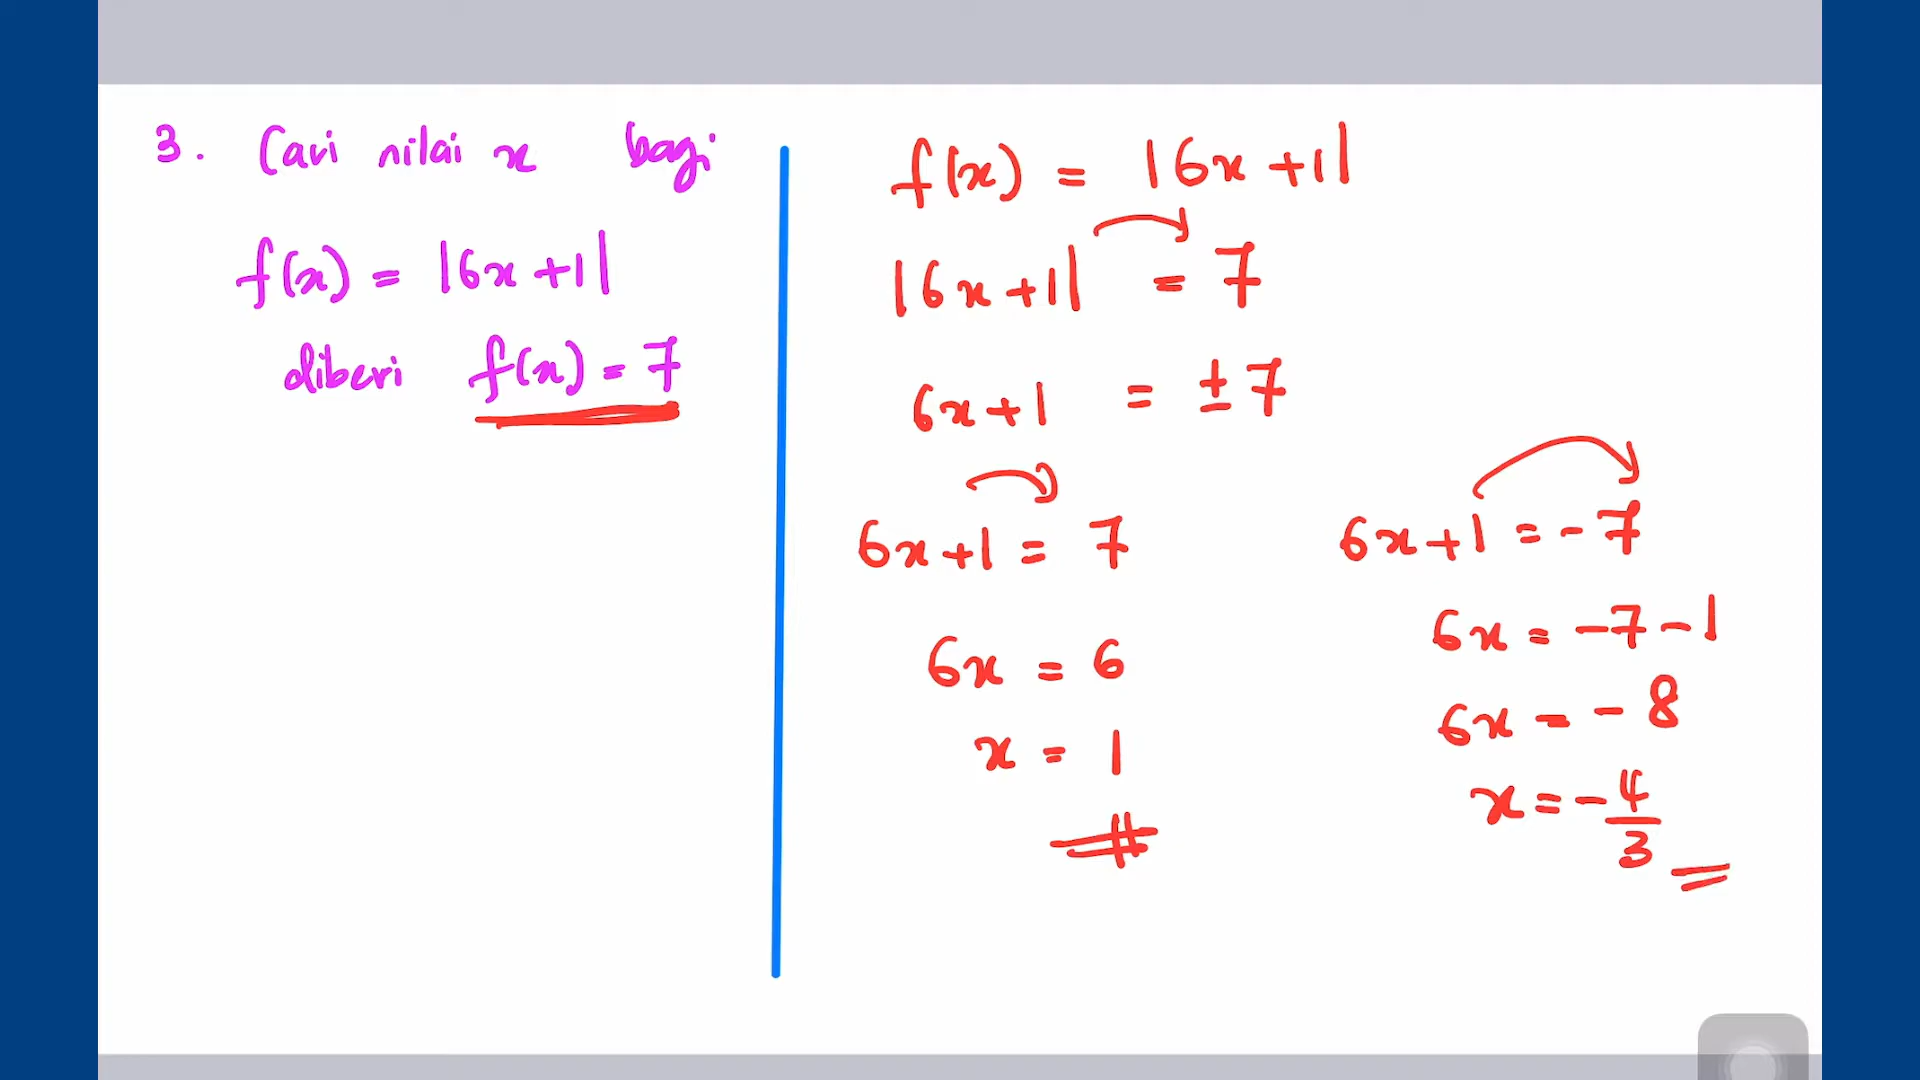 3. Cari nilai x bagi
f(x) = |6x+1|
diberi f(x) = 7
f(x) = |6x+1|
|6x+1| = 7
6x+1 = ±7
6x+1 = 7
6x = 6
x = 1
6x+1 = -7
6x = -7-1
6x = -8
x = -4/3